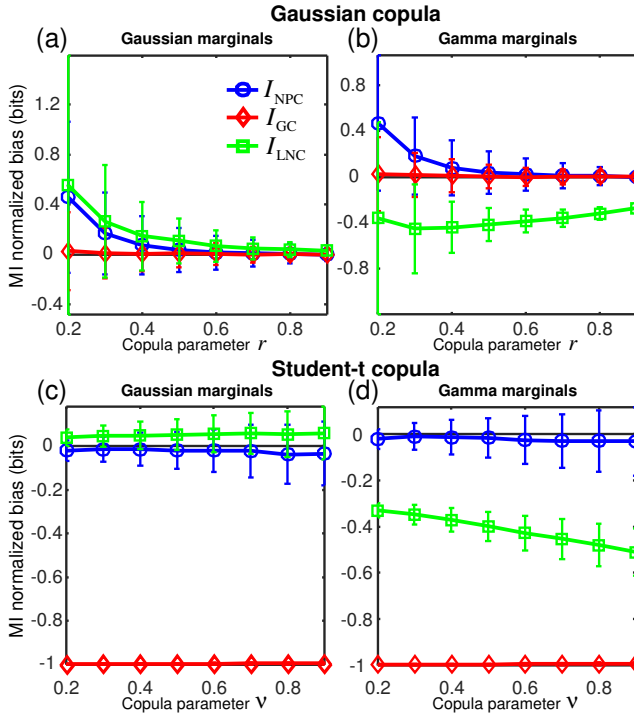 Gaussian copula
(a) Gaussian marginals
(b) Gamma marginals
MI normalized bias (bits)
1.6
1.2
0.8
0.4
0
-0.4
I_NPC
I_GC
I_LNC
0.8
0.4
0
-0.4
-0.8
0.2 0.4 0.6 0.8
Copula parameter r
0.2 0.4 0.6 0.8
Copula parameter r
Student-t copula
(c) Gaussian marginals
(d) Gamma marginals
MI normalized bias (bits)
0
-0.2
-0.4
-0.6
-0.8
-1
0
-0.2
-0.4
-0.6
-0.8
-1
0.2 0.4 0.6 0.8
Copula parameter ν
0.2 0.4 0.6 0.8
Copula parameter ν